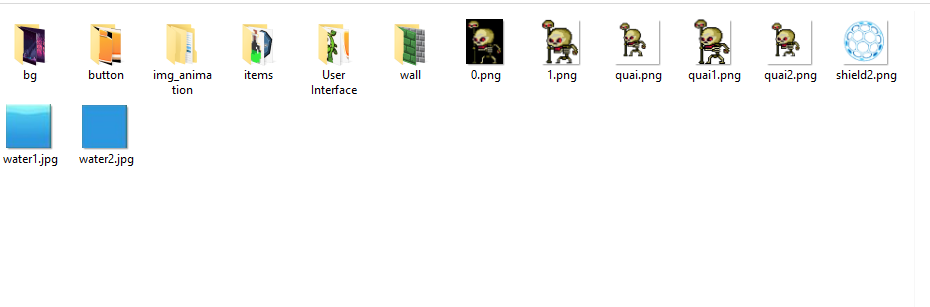 bg
button
img_anima
tion
items
User
Interface
wall
0.png
1.png
quai.png
quai1.png
quai2.png
shield2.png
water1.jpg
water2.jpg